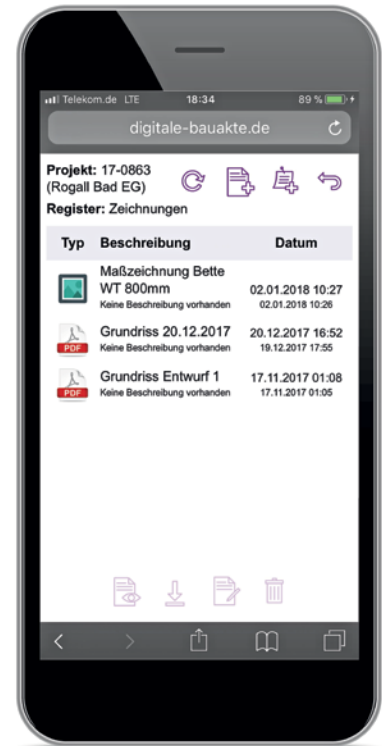 Telekom.de LTE 18:34 89 %
digitale-bauakte.de
Projekt: 17-0863
(Rogall
Bad EG)
Register: Zeichnungen
Typ Beschreibung Datum
Maßzeichnung Bette
WT 800mm 02.01.2018 10:27
Keine Beschreibung vorhanden 02.01.2018 10:26
Grundriss 20.12.2017 20.12.2017 16:52
PDF Keine Beschreibung vorhanden 19.12.2017 17:55
Grundriss Entwurf 1 17.11.2017 01:08
PDF Keine Beschreibung vorhanden 17.11.2017 01:05